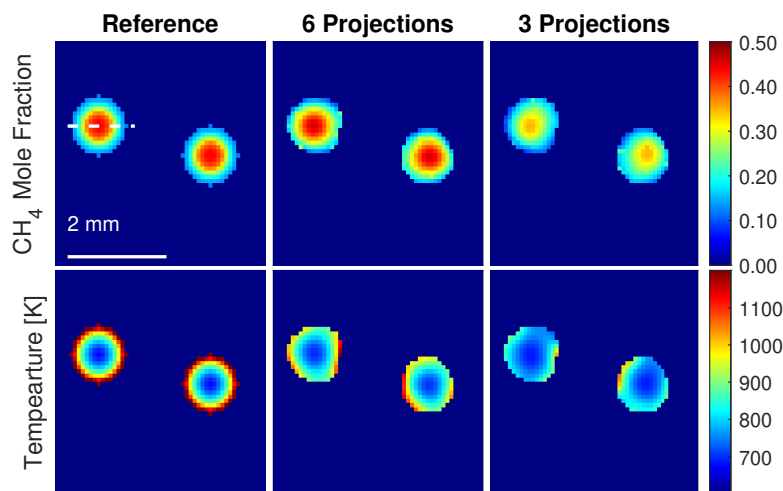 Reference
6 Projections
3 Projections
CH4 Mole Fraction
2 mm
0.50
0.40
0.30
0.20
0.10
0.00
Tempearture [K]
1100
1000
900
800
700